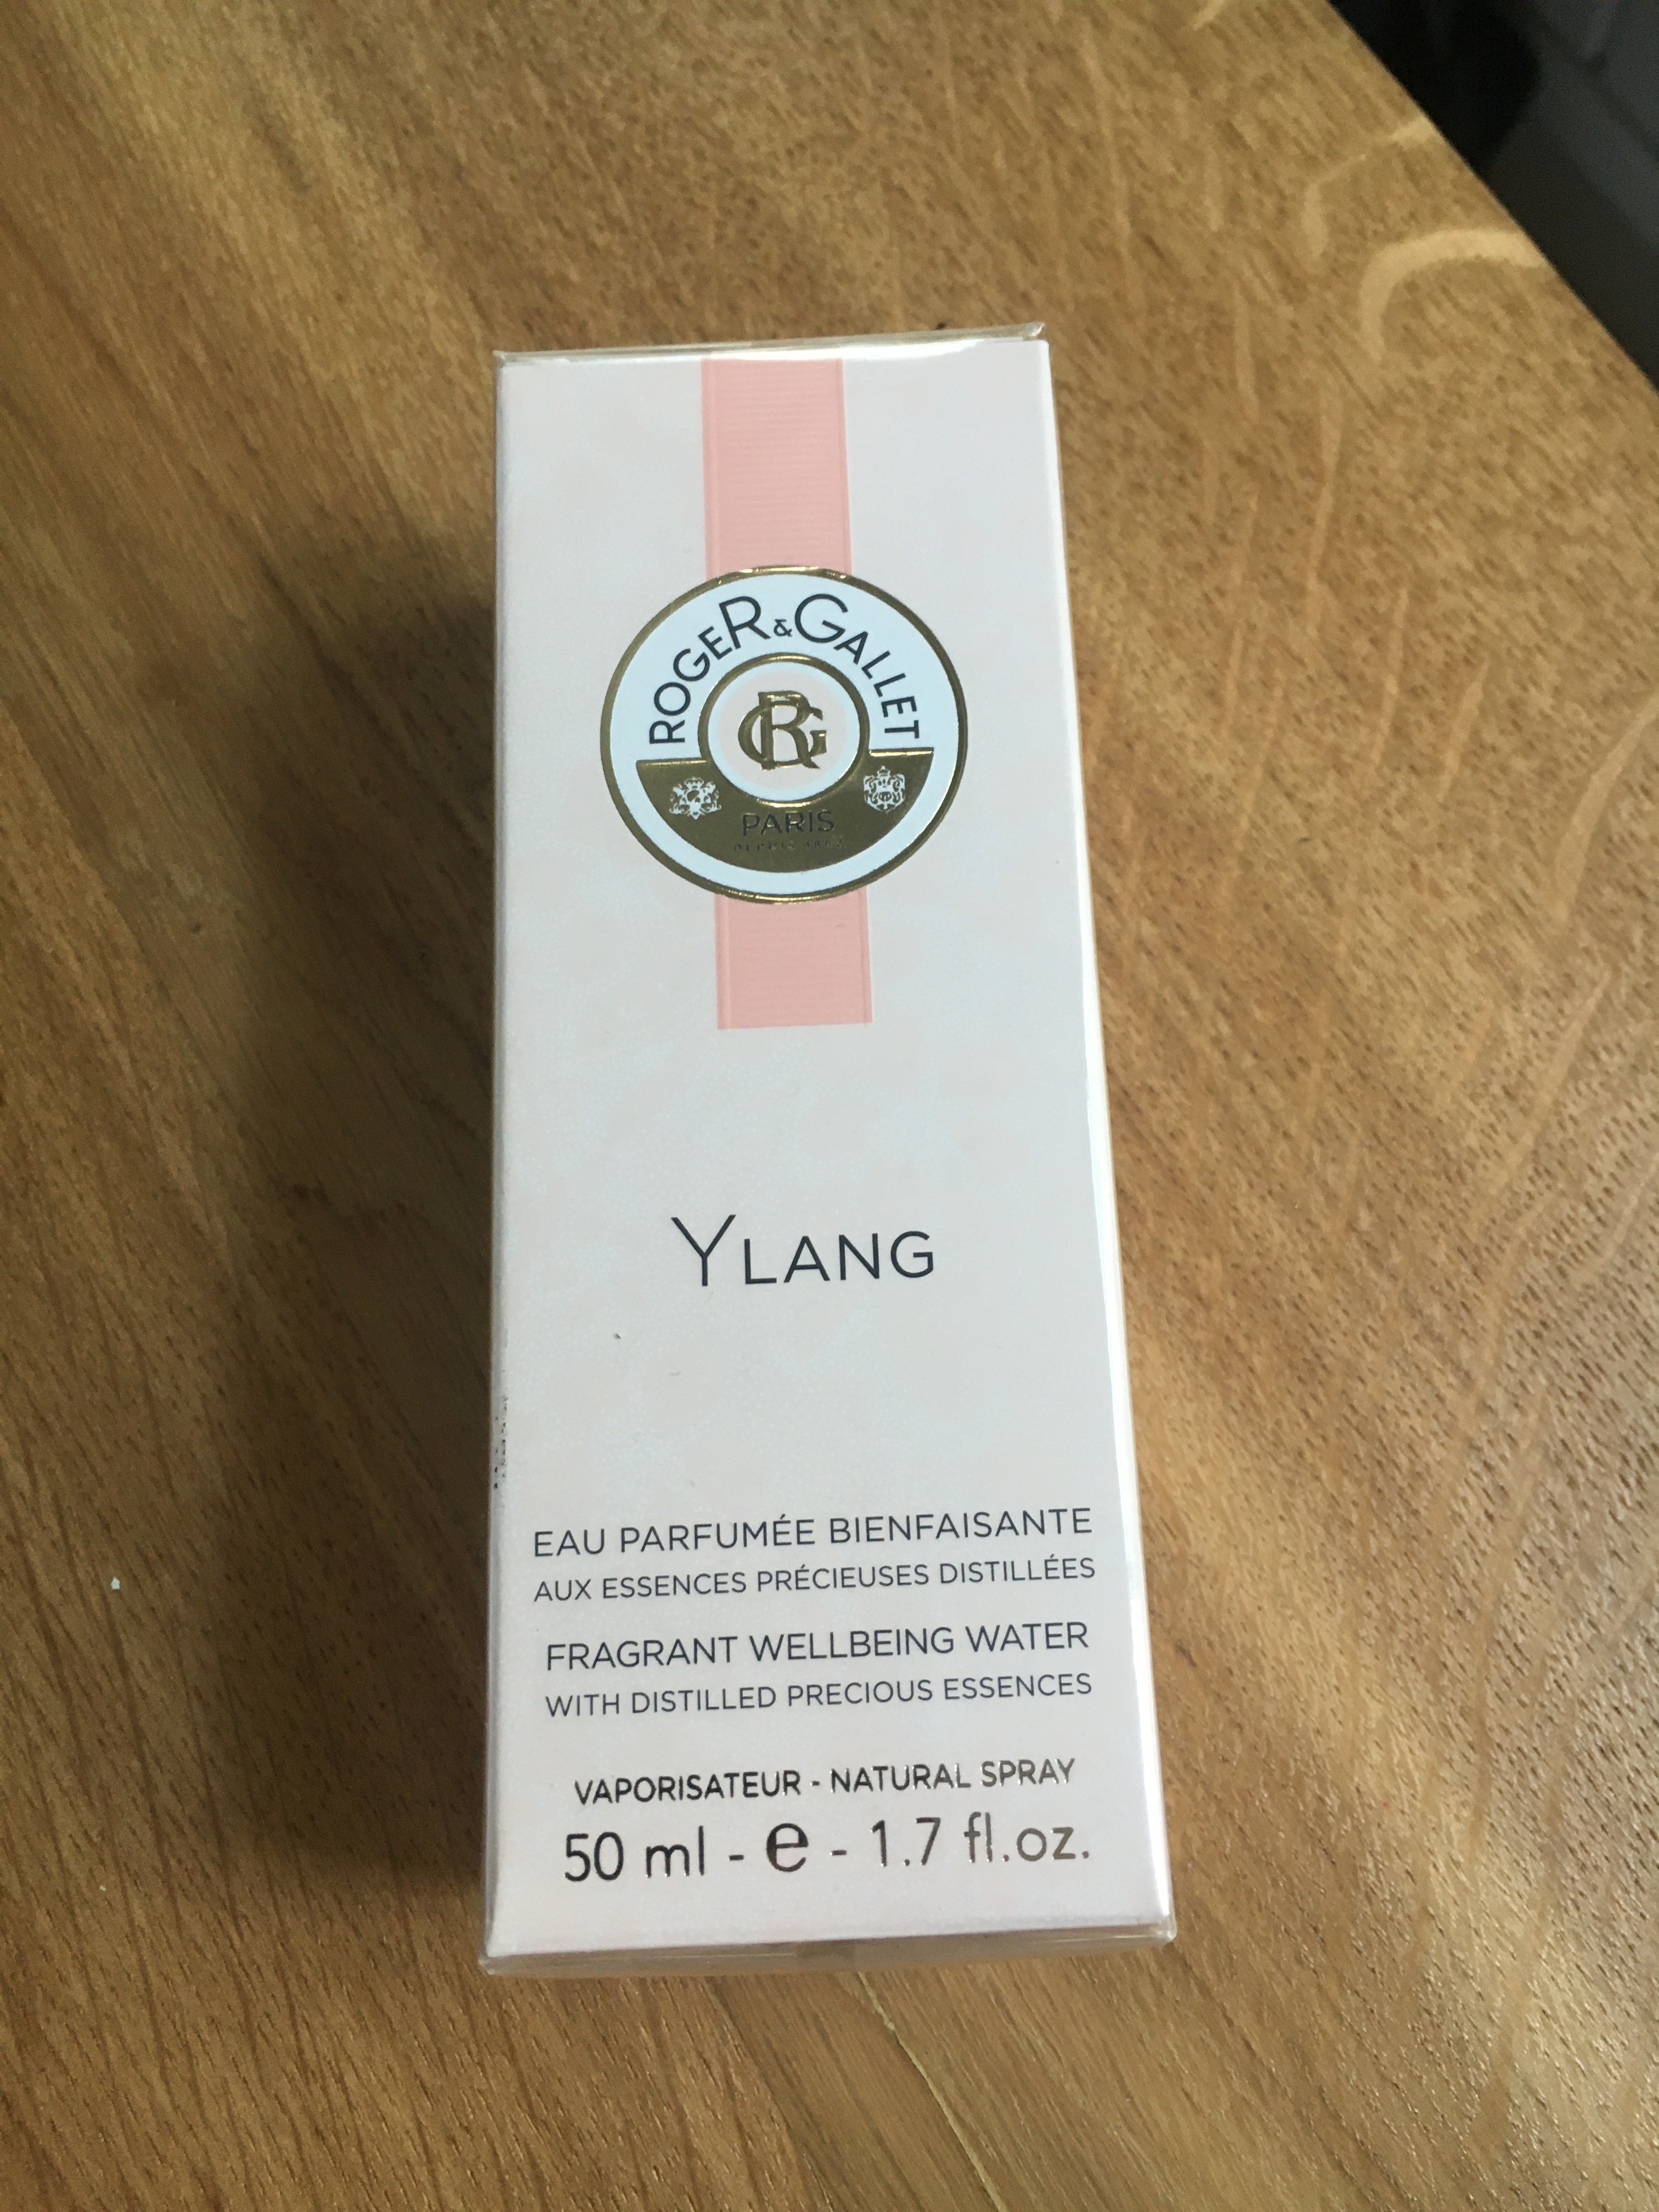 ROGER & GALLET
RG
PARIS
YLANG
EAU PARFUMÉE BIENFAISANTE
AUX ESSENCES PRÉCIEUSES DISTILLÉES
FRAGRANT WELLBEING WATER
WITH DISTILLED PRECIOUS ESSENCES
VAPORISATEUR - NATURAL SPRAY
50 ml - e - 1.7 fl.oz.